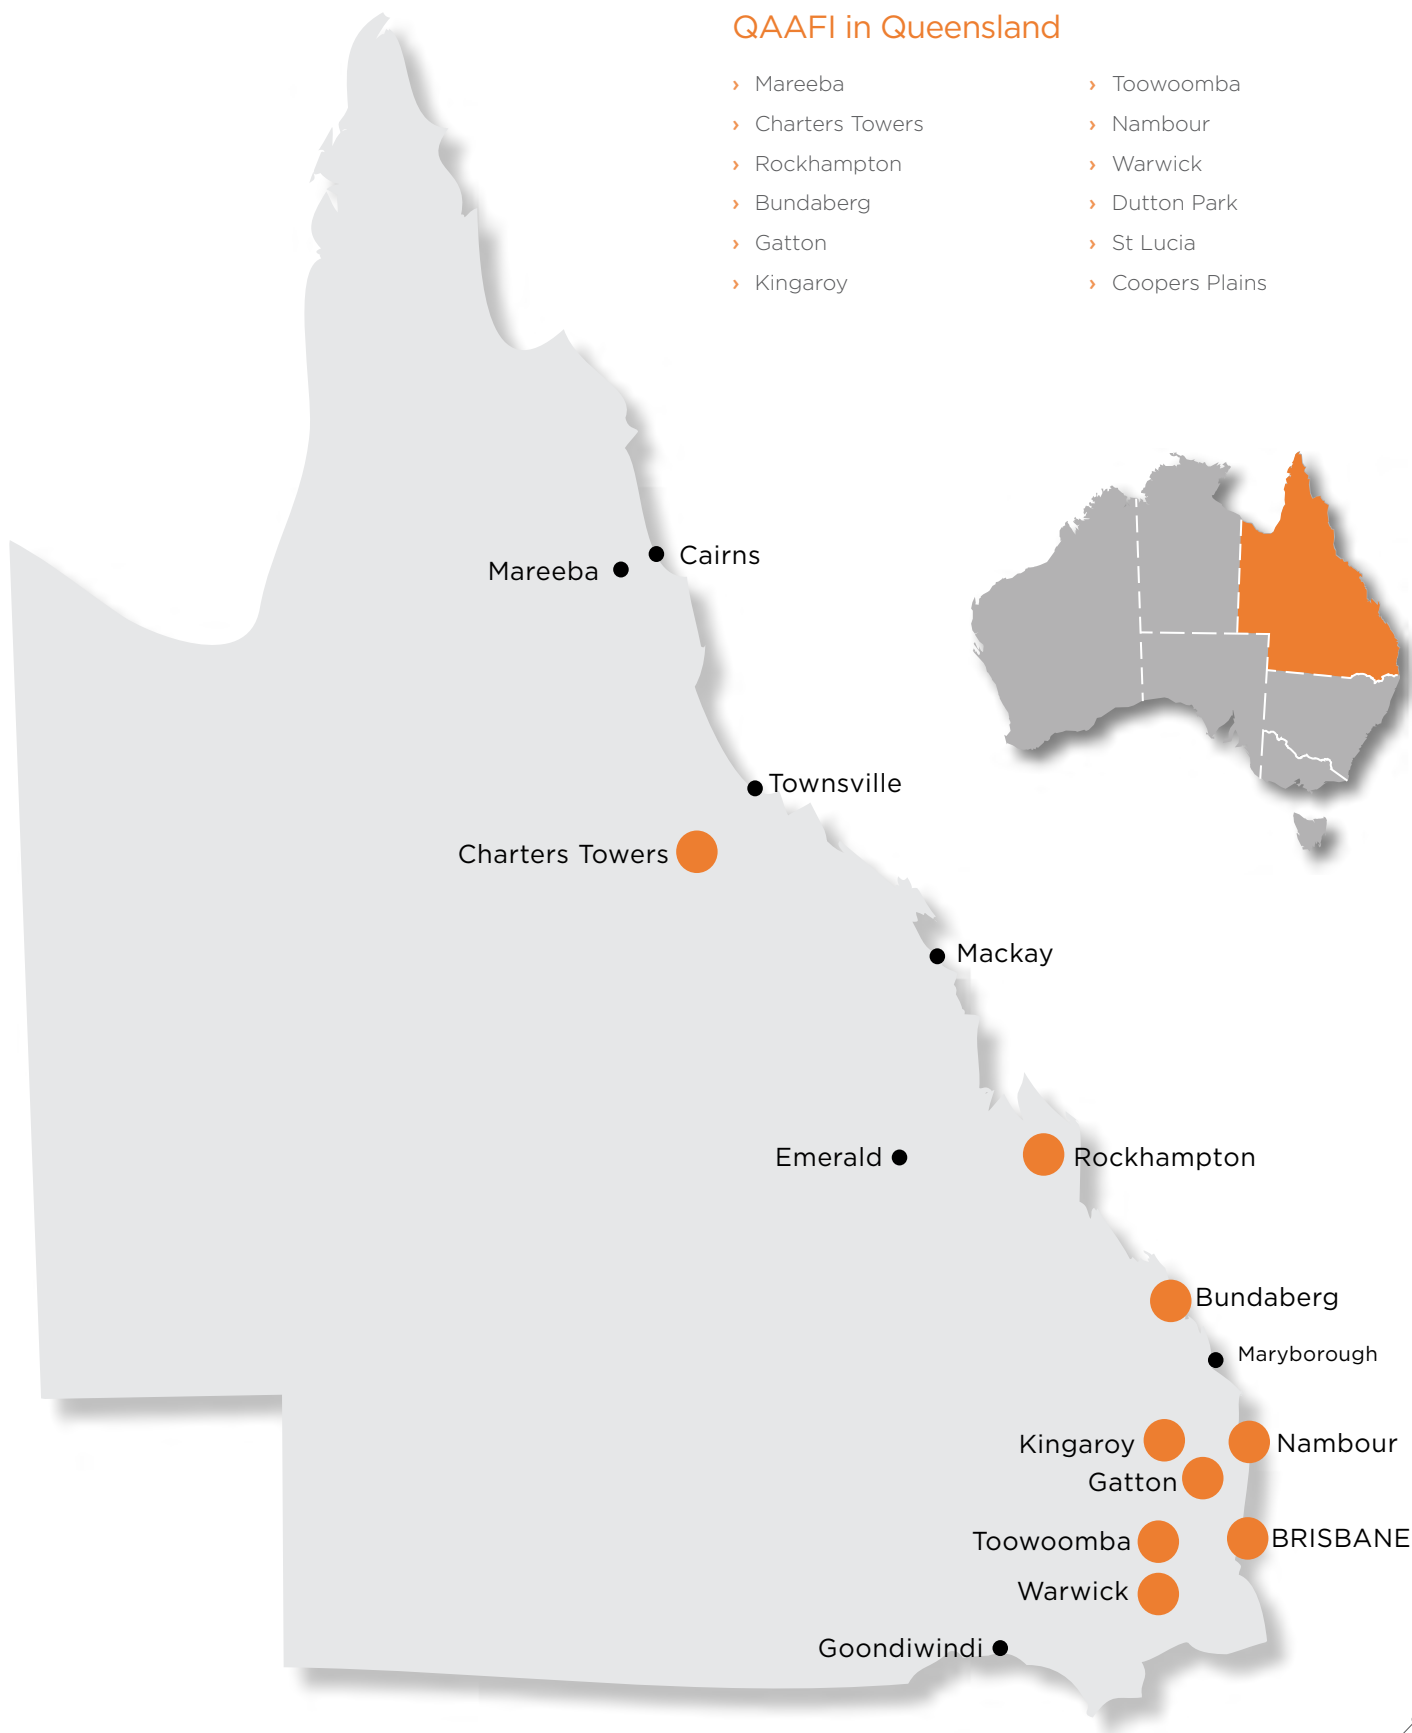 QAAFI in Queensland
› Mareeba
› Charters Towers
› Rockhampton
› Bundaberg
› Gatton
› Kingaroy
› Toowoomba
› Nambour
› Warwick
› Dutton Park
› St Lucia
› Coopers Plains
Cairns
Mareeba
Townsville
Charters Towers
Mackay
Emerald
Rockhampton
Bundaberg
Maryborough
Kingaroy
Nambour
Gatton
Toowoomba
BRISBANE
Warwick
Goondiwindi